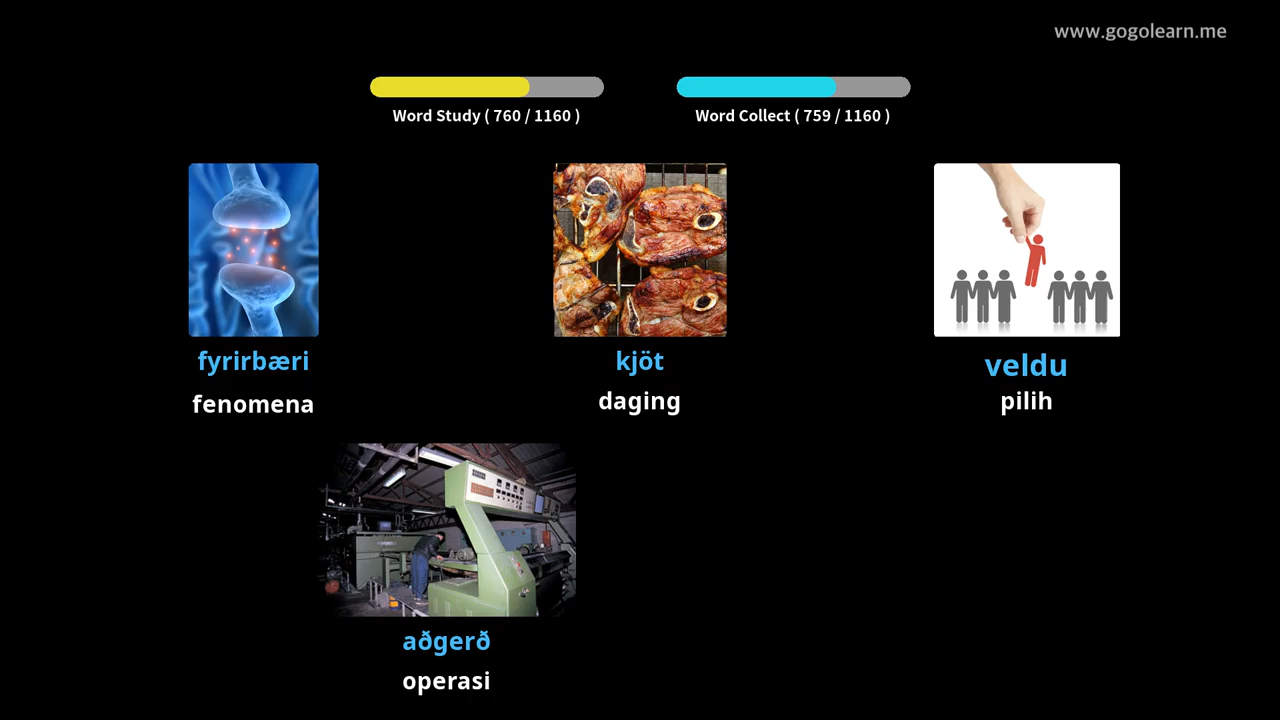 www.gogolearn.me
Word Study ( 760 / 1160 )
Word Collect ( 759 / 1160 )
fyrirbæri
fenomena
kjöt
daging
veldu
pilih
aðgerð
operasi